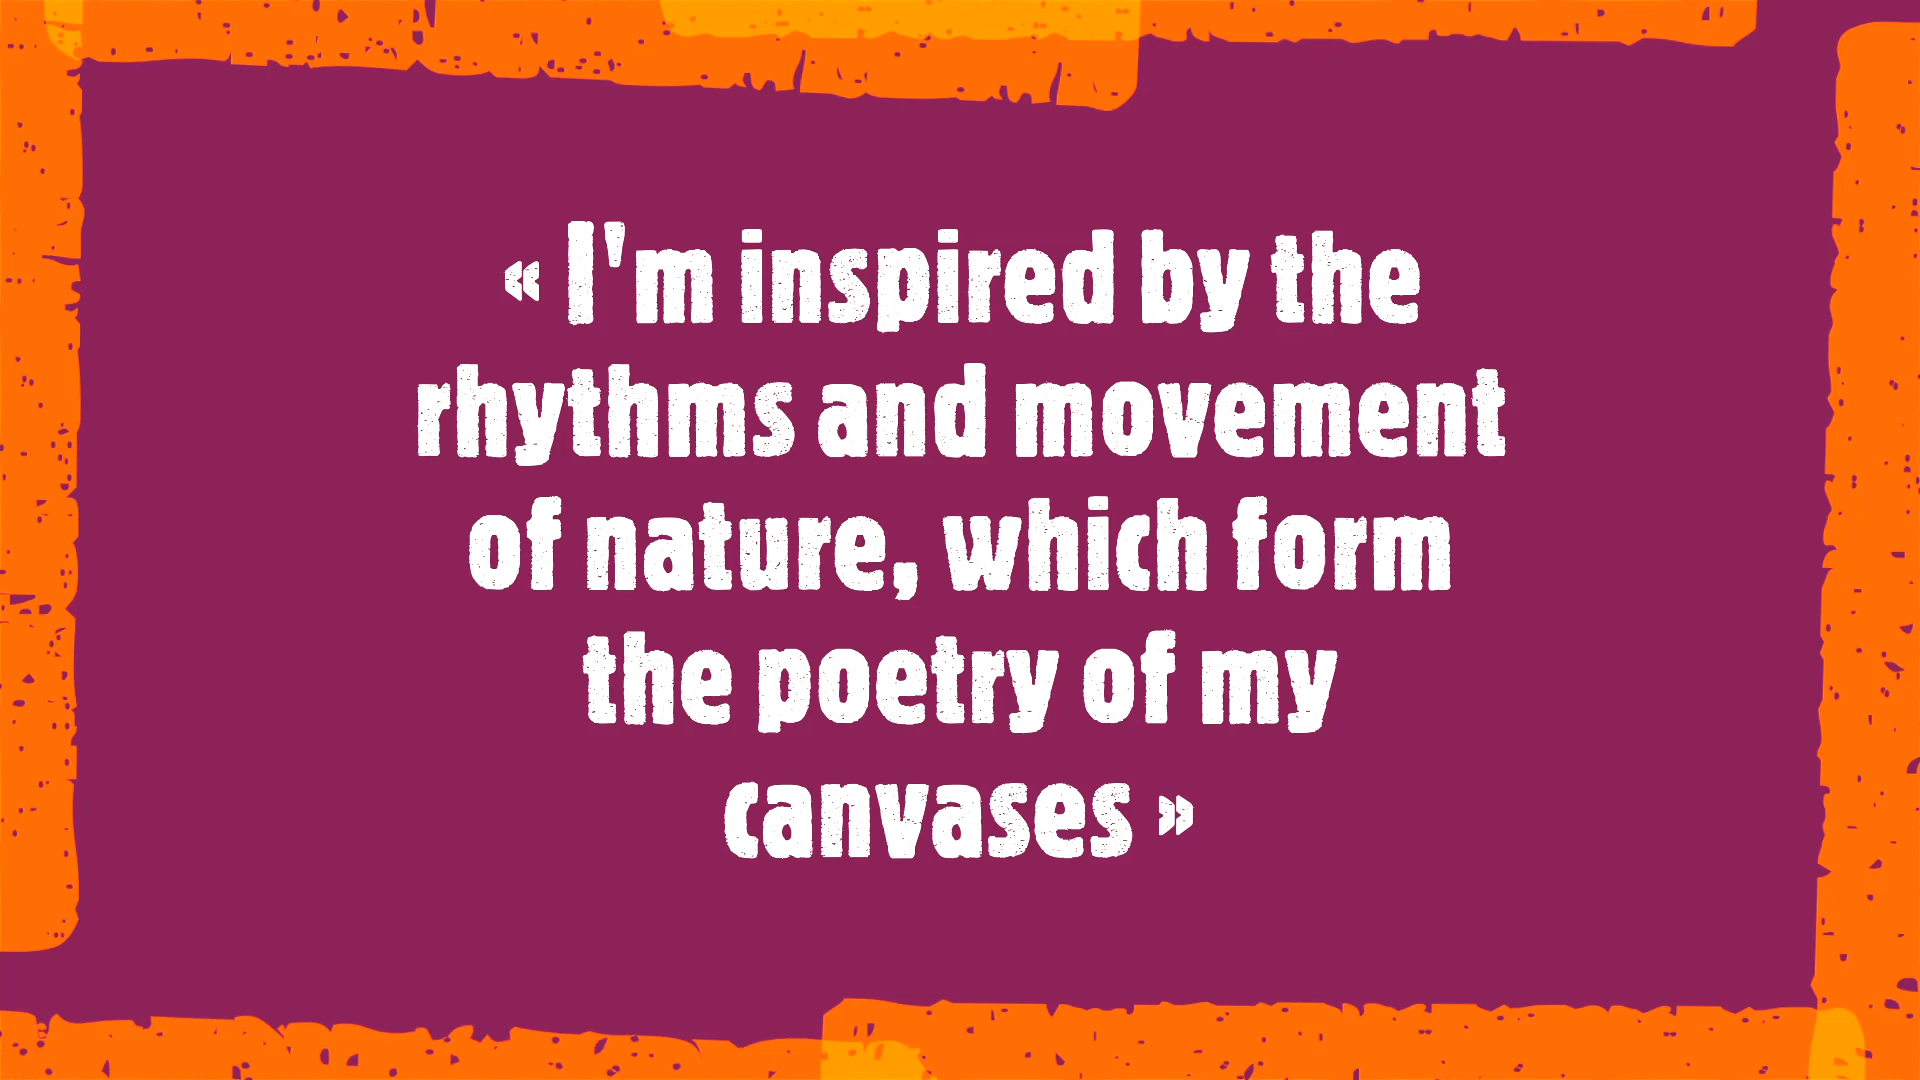 « I'm inspired by the
rhythms and movement
of nature, which form
the poetry of my
canvases »